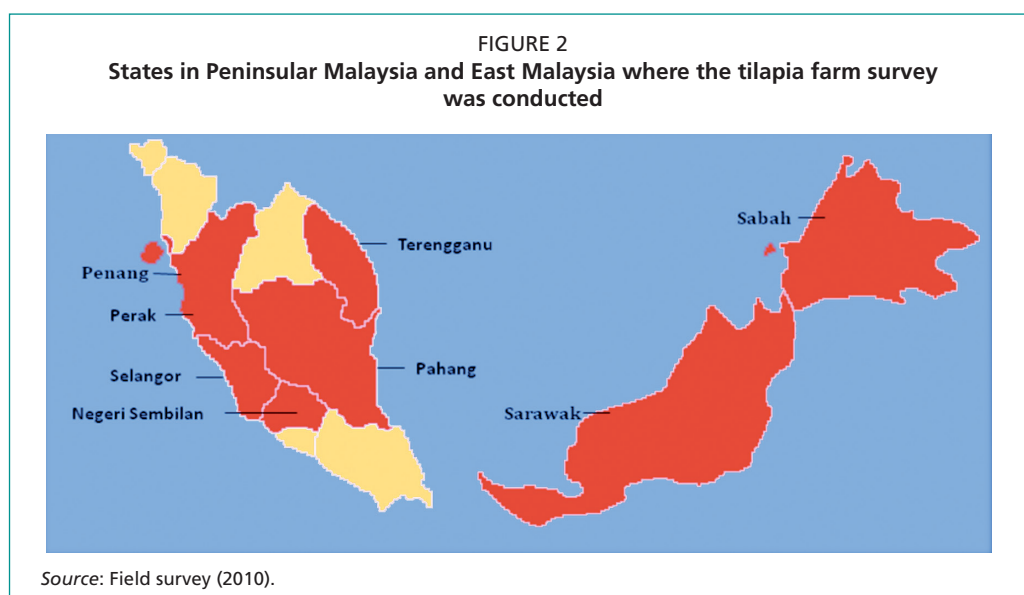 FIGURE 2
States in Peninsular Malaysia and East Malaysia where the tilapia farm survey
was conducted
Sabah
Terengganu
Penang
Perak
Pahang
Selangor
Negeri Sembilan
Sarawak
Source: Field survey (2010).